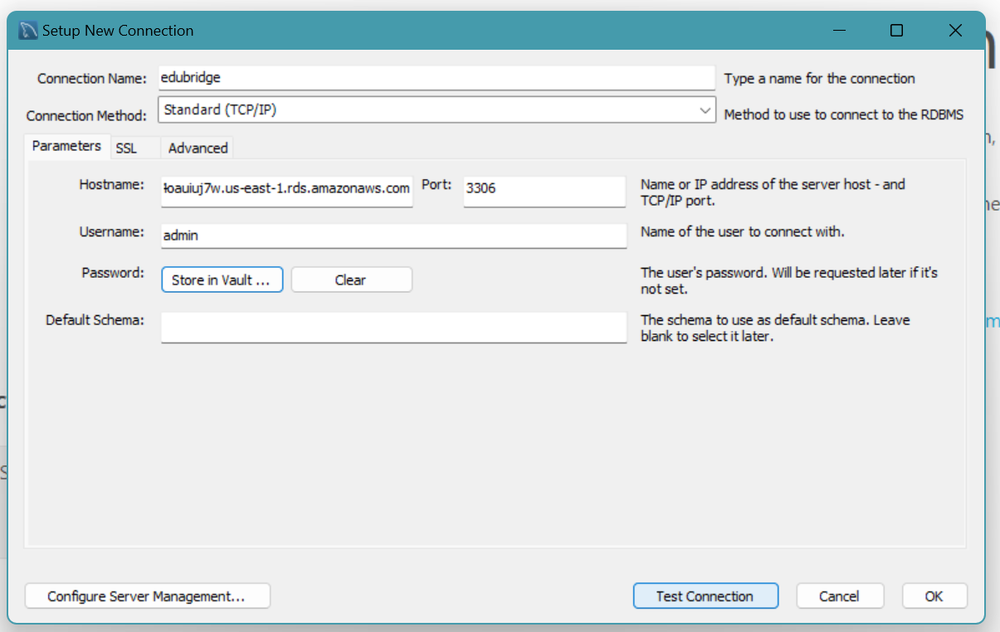 Setup New Connection
Connection Name: edubridge Type a name for the connection
Connection Method: Standard (TCP/IP) Method to use to connect to the RDBMS
Parameters SSL Advanced
Hostname: loauiuj7w.us-east-1.rds.amazonaws.com Port: 3306 Name or IP address of the server host - and
TCP/IP port.
Username: admin Name of the user to connect with.
Password: Store in Vault ... Clear The user's password. Will be requested later if it's
not set.
Default Schema: The schema to use as default schema. Leave
blank to select it later.
Configure Server Management... Test Connection Cancel OK